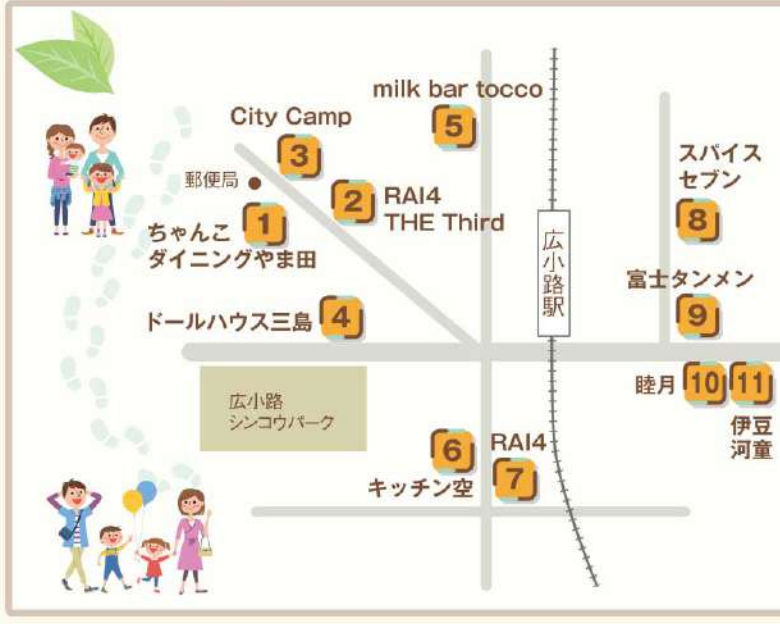 milk bar tocco
5
City Camp
3
郵便局
2
RAI4
THE Third
1
ちゃんこ
ダイニングやま田
スパイス
セブン
8
広小路駅
富士タンメン
9
ドールハウス三島
4
睦月
10
11
伊豆
河童
広小路
シンコウパーク
6
キッチン空
RAI4
7